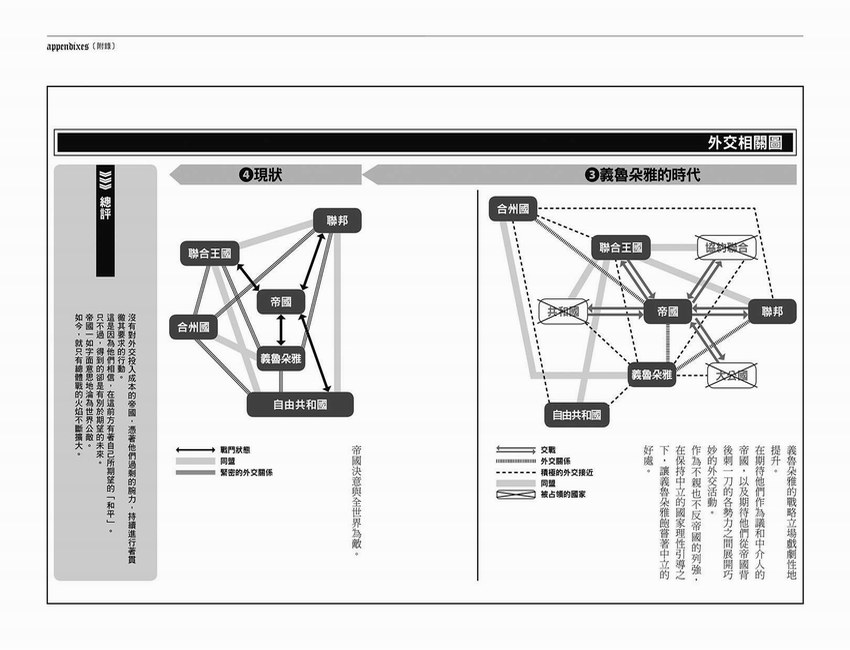 appendixes〔附錄〕
外交相關圖
❸義魯朵雅的時代
合州國
聯合王國
協約聯合
共和國
帝國
聯邦
義魯朵雅
大公國
自由共和國
交戰
外交關係
積極的外交接近
同盟
被占領的國家
義魯朵雅的戰略立場戲劇性地
提升。
在期待他們作為議和中介人的
帝國，以及期待他們從帝國背
後刺一刀的各勢力之間展開巧
妙的外交活動。
作為不親也不反帝國的列強，
在保持中立的國家理性引導之
下，讓義魯朵雅飽嘗著中立的
好處。
❹現狀
聯邦
聯合王國
帝國
合州國
義魯朵雅
自由共和國
戰鬥狀態
同盟
緊密的外交關係
帝國決意與全世界為敵。
總評
沒有對外交投入成本的帝國，憑著他們過剩的腕力，持續進行著貫
徹其要求的行動。
這是因為他們相信，在這前方有著自己所期望的「和平」。
只不過，得到的卻是有別於期望的未來。
帝國一如字面意思地淪為世界公敵。
如今，就只有總體戰的火焰不斷擴大。